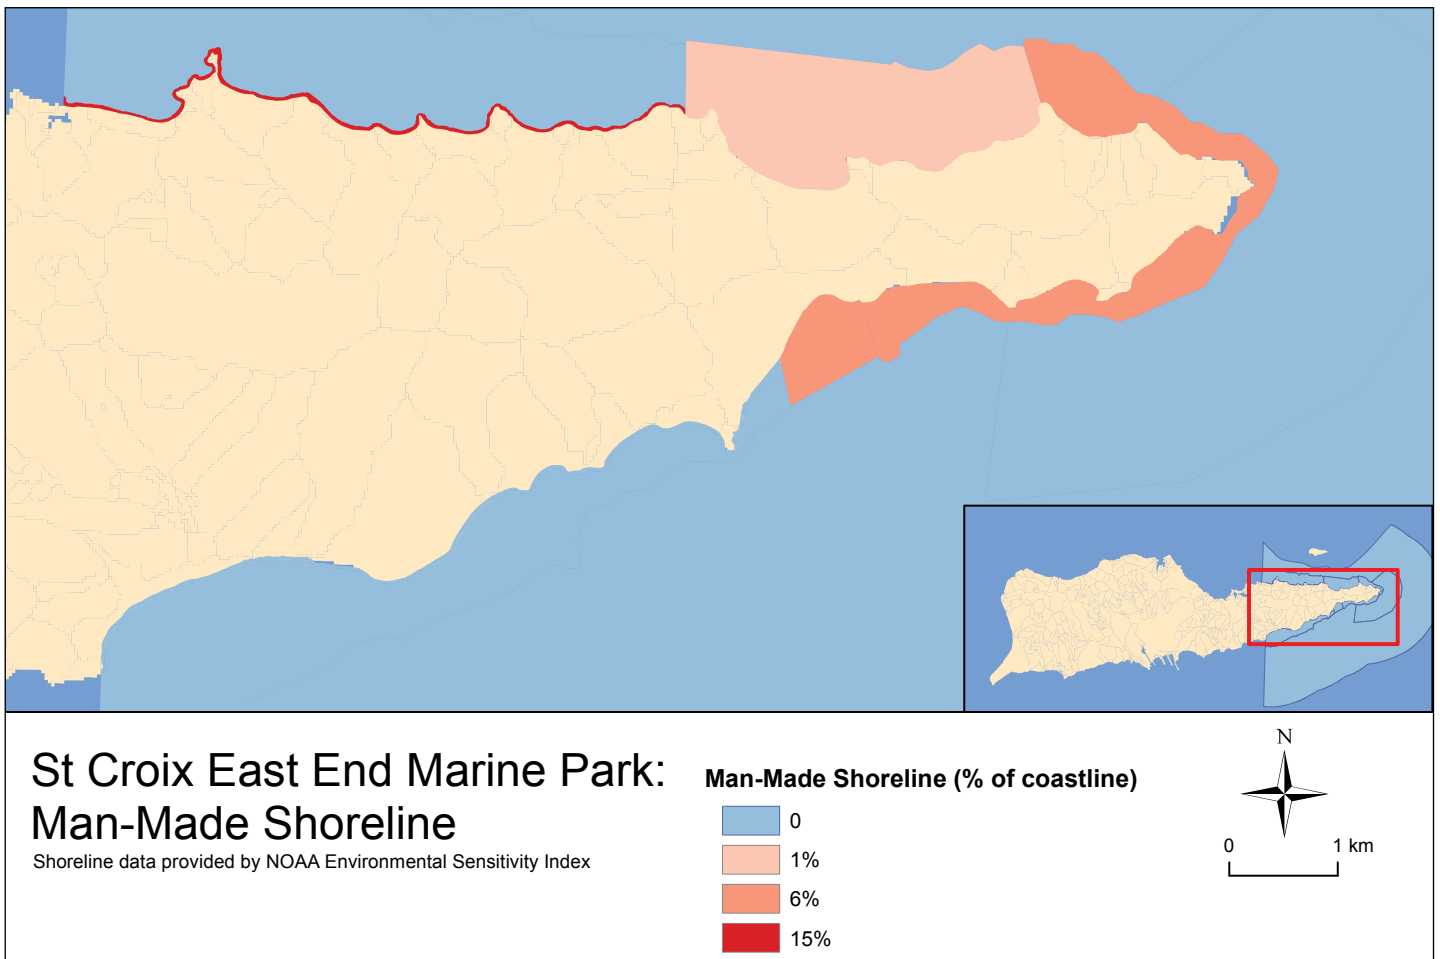 St Croix East End Marine Park:
Man-Made Shoreline
Shoreline data provided by NOAA Environmental Sensitivity Index
Man-Made Shoreline (% of coastline)
0
1%
6%
15%
N
0 1 km